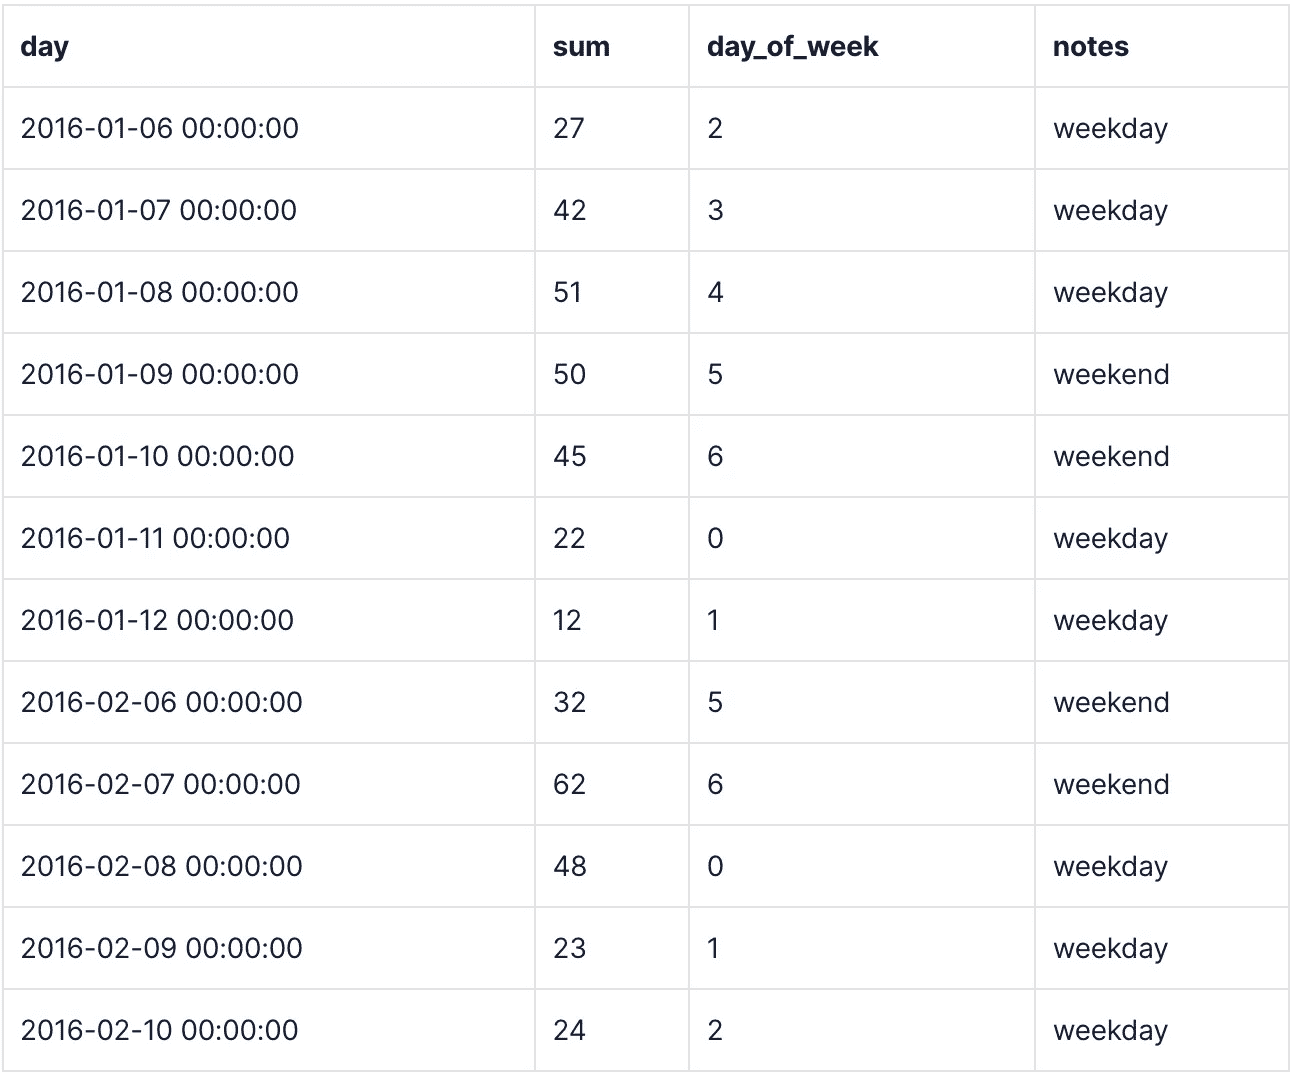 day sum day_of_week notes
2016-01-06 00:00:00 27 2 weekday
2016-01-07 00:00:00 42 3 weekday
2016-01-08 00:00:00 51 4 weekday
2016-01-09 00:00:00 50 5 weekend
2016-01-10 00:00:00 45 6 weekend
2016-01-11 00:00:00 22 0 weekday
2016-01-12 00:00:00 12 1 weekday
2016-02-06 00:00:00 32 5 weekend
2016-02-07 00:00:00 62 6 weekend
2016-02-08 00:00:00 48 0 weekday
2016-02-09 00:00:00 23 1 weekday
2016-02-10 00:00:00 24 2 weekday